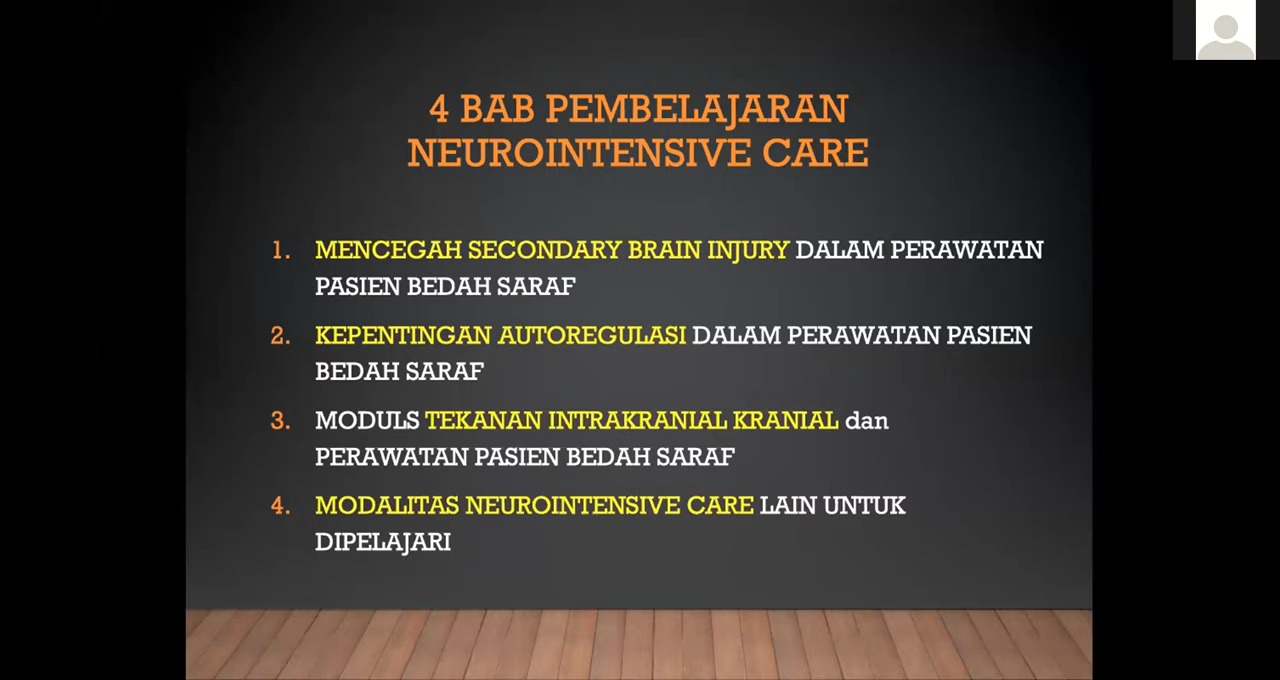 4 BAB PEMBELAJARAN
NEUROINTENSIVE CARE
1. MENCEGAH SECONDARY BRAIN INJURY DALAM PERAWATAN
PASIEN BEDAH SARAF
2. KEPENTINGAN AUTOREGULASI DALAM PERAWATAN PASIEN
BEDAH SARAF
3. MODULS TEKANAN INTRAKRANIAL KRANIAL dan
PERAWATAN PASIEN BEDAH SARAF
4. MODALITAS NEUROINTENSIVE CARE LAIN UNTUK
DIPELAJARI